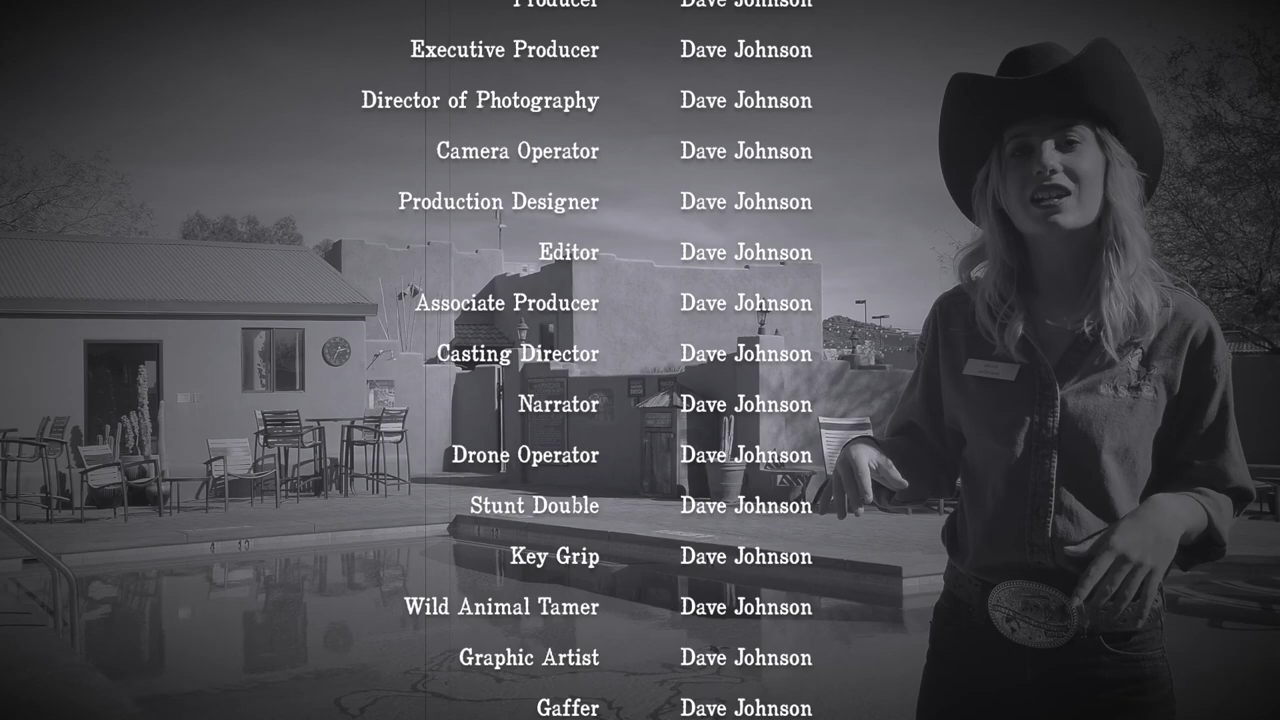 Producer Dave Johnson
Executive Producer Dave Johnson
Director of Photography Dave Johnson
Camera Operator Dave Johnson
Production Designer Dave Johnson
Editor Dave Johnson
Associate Producer Dave Johnson
Casting Director Dave Johnson
Narrator Dave Johnson
Drone Operator Dave Johnson
Stunt Double Dave Johnson
Key Grip Dave Johnson
Wild Animal Tamer Dave Johnson
Graphic Artist Dave Johnson
Gaffer Dave Johnson